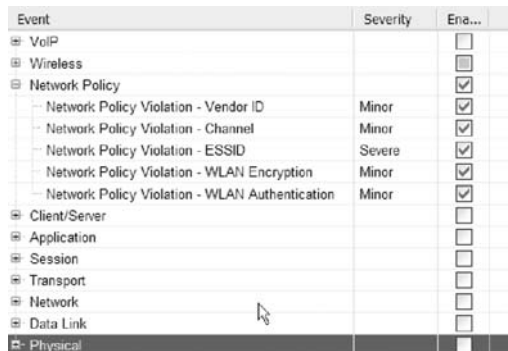 Event Severity Ena...
VoIP
Wireless
Network Policy
Network Policy Violation - Vendor ID Minor
Network Policy Violation - Channel Minor
Network Policy Violation - ESSID Severe
Network Policy Violation - WLAN Encryption Minor
Network Policy Violation - WLAN Authentication Minor
Client/Server
Application
Session
Transport
Network
Data Link
Physical